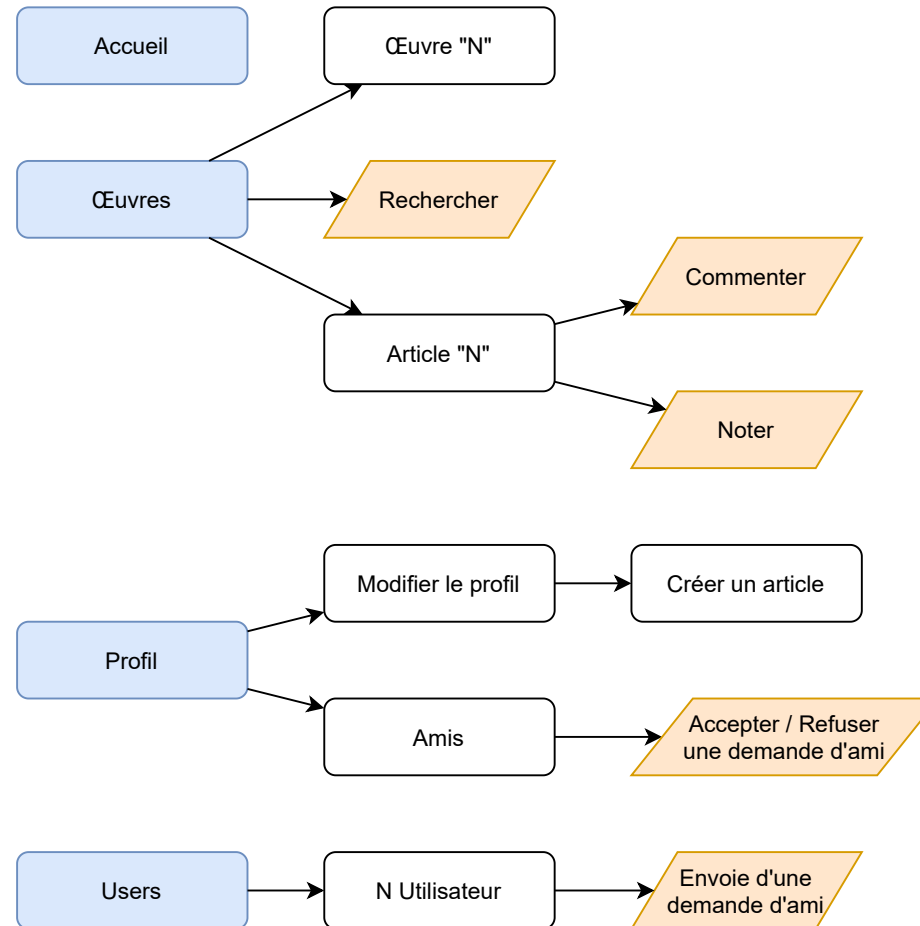 Accueil
Œuvre "N"
Œuvres
Rechercher
Commenter
Article "N"
Noter
Modifier le profil
Créer un article
Profil
Amis
Accepter / Refuser
une demande d'ami
Users
N Utilisateur
Envoie d'une
demande d'ami